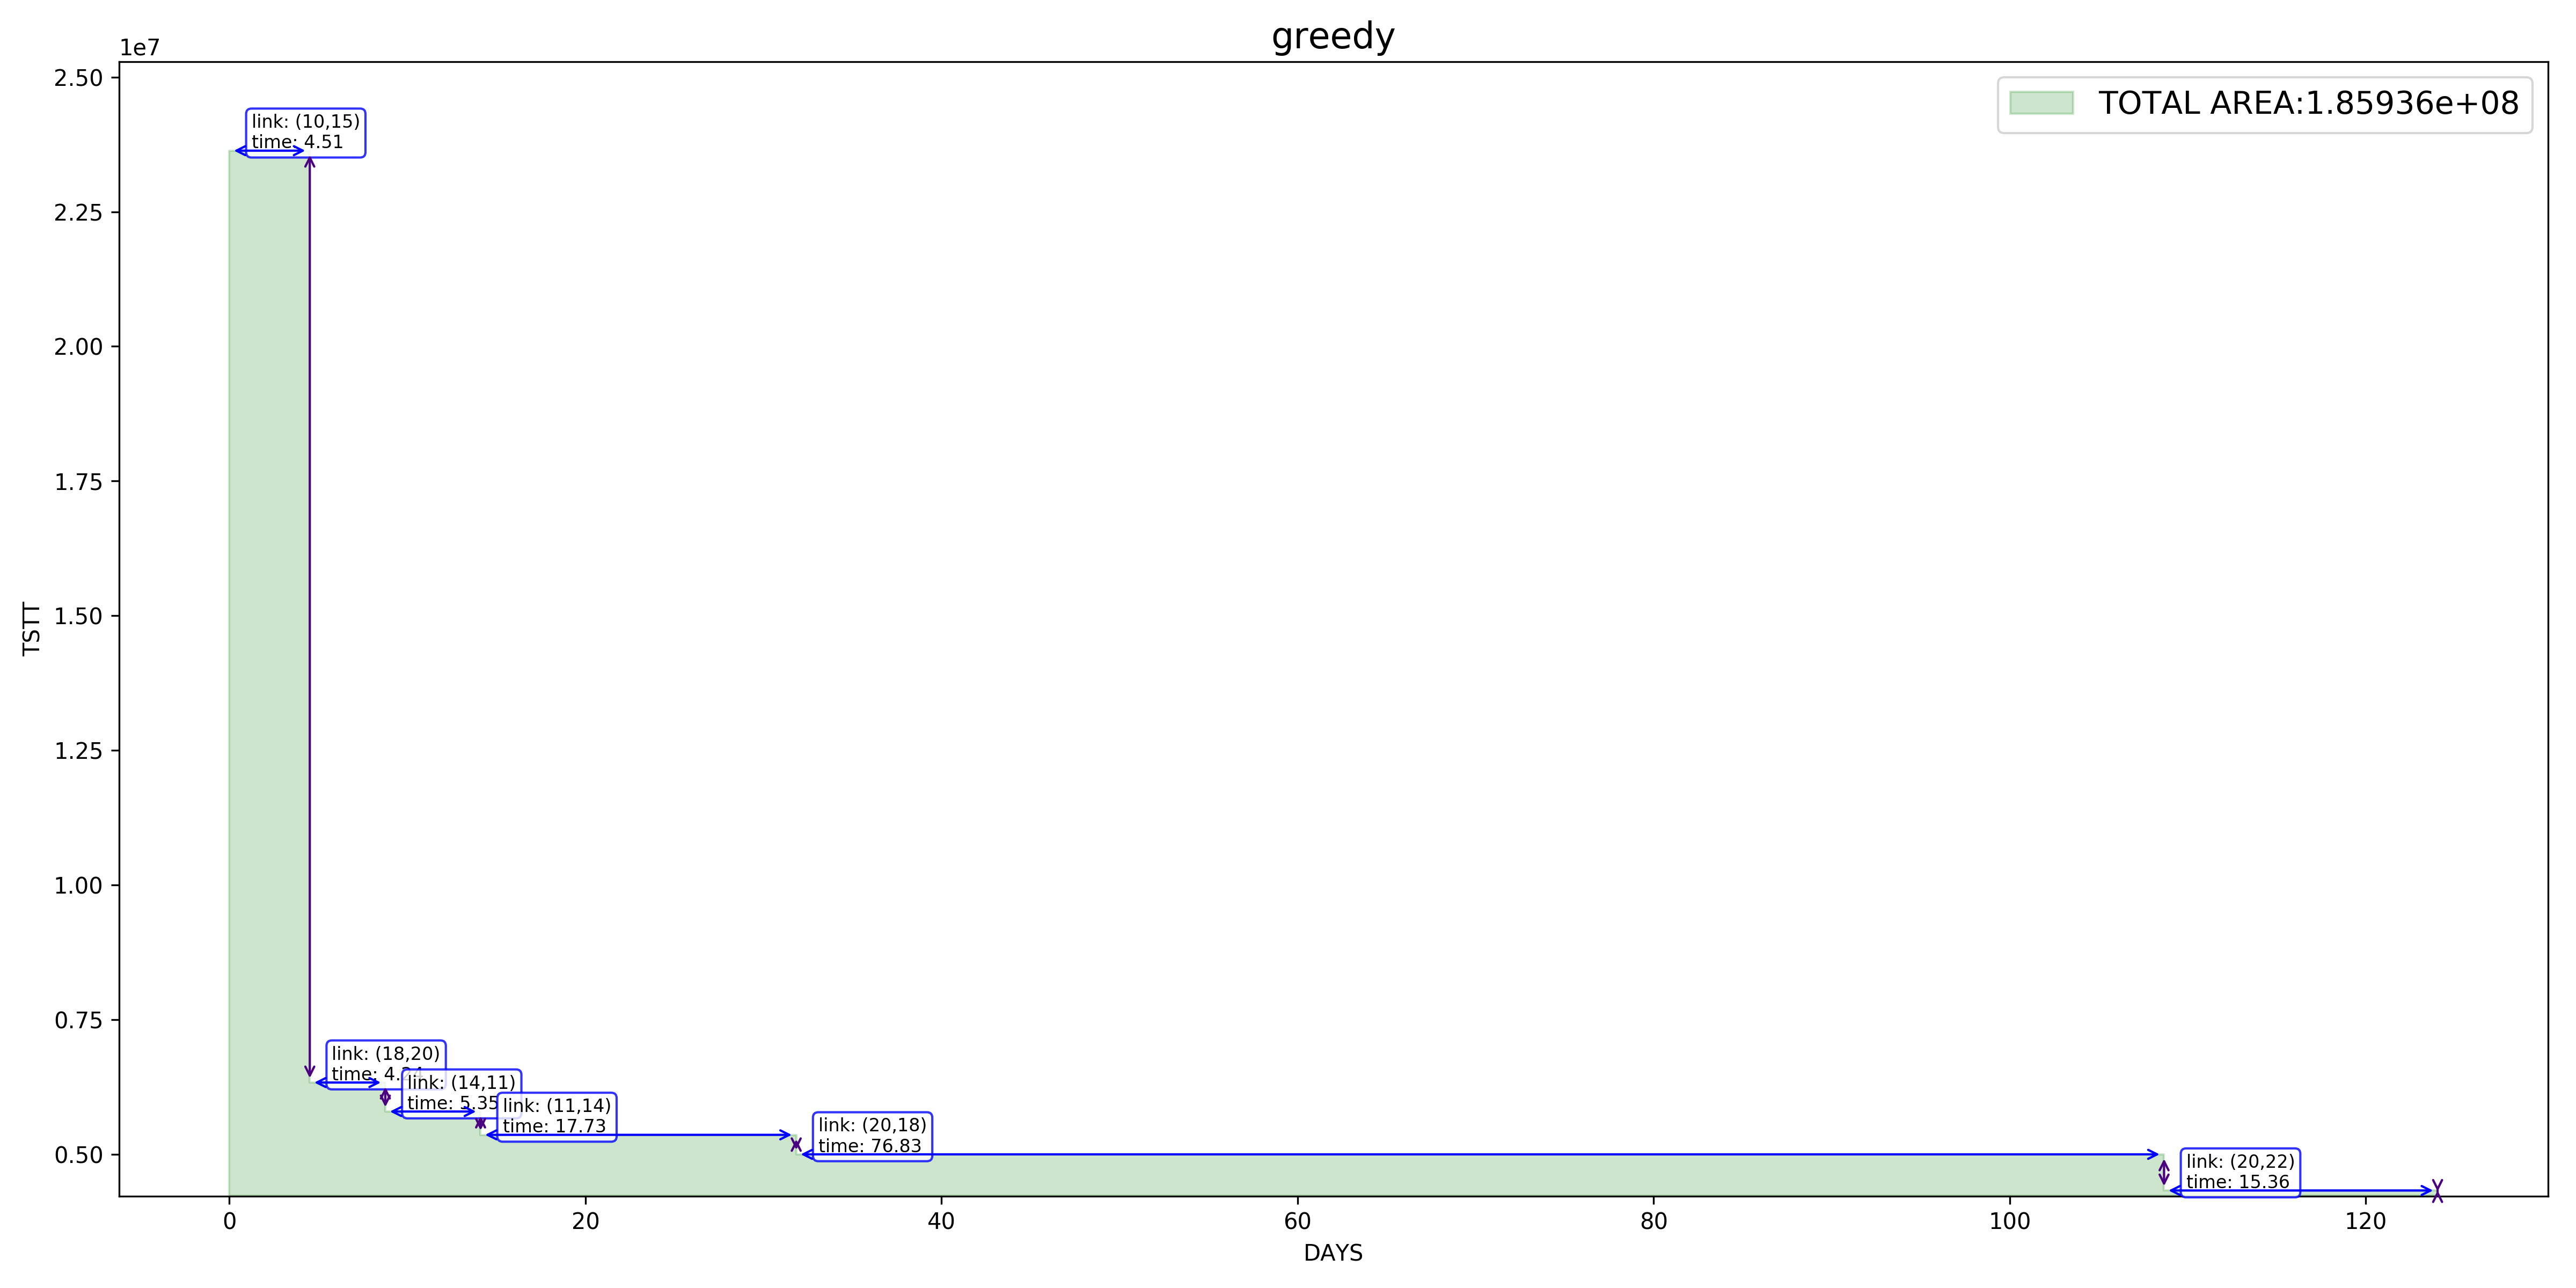 greedy
1e7
2.50
2.25
2.00
1.75
1.50
1.25
1.00
0.75
0.50
TSTT
TOTAL AREA:1.85936e+08
link: (10,15)
time: 4.51
link: (18,20)
time:
link: (14,11)
time: 5.35
link: (11,14)
time: 17.73
link: (20,18)
time: 76.83
link: (20,22)
time: 15.36
0
20
40
60
80
100
120
DAYS